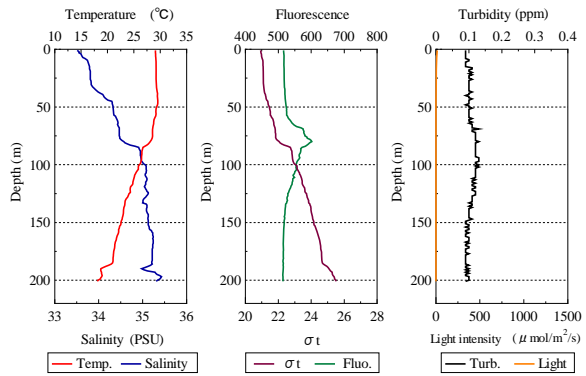 Temperature (℃)
10 15 20 25 30 35
0
50
100
150
200
Depth (m)
33 34 35 36
Salinity (PSU)
Temp. Salinity
Fluorescence
400 500 600 700 800
0
50
100
150
200
Depth (m)
20 22 24 26 28
σt
σt Fluo.
Turbidity (ppm)
0 0.1 0.2 0.3 0.4
0
50
100
150
200
Depth (m)
0 500 1000 1500
Light intensity (μmol/m²/s)
Turb. Light